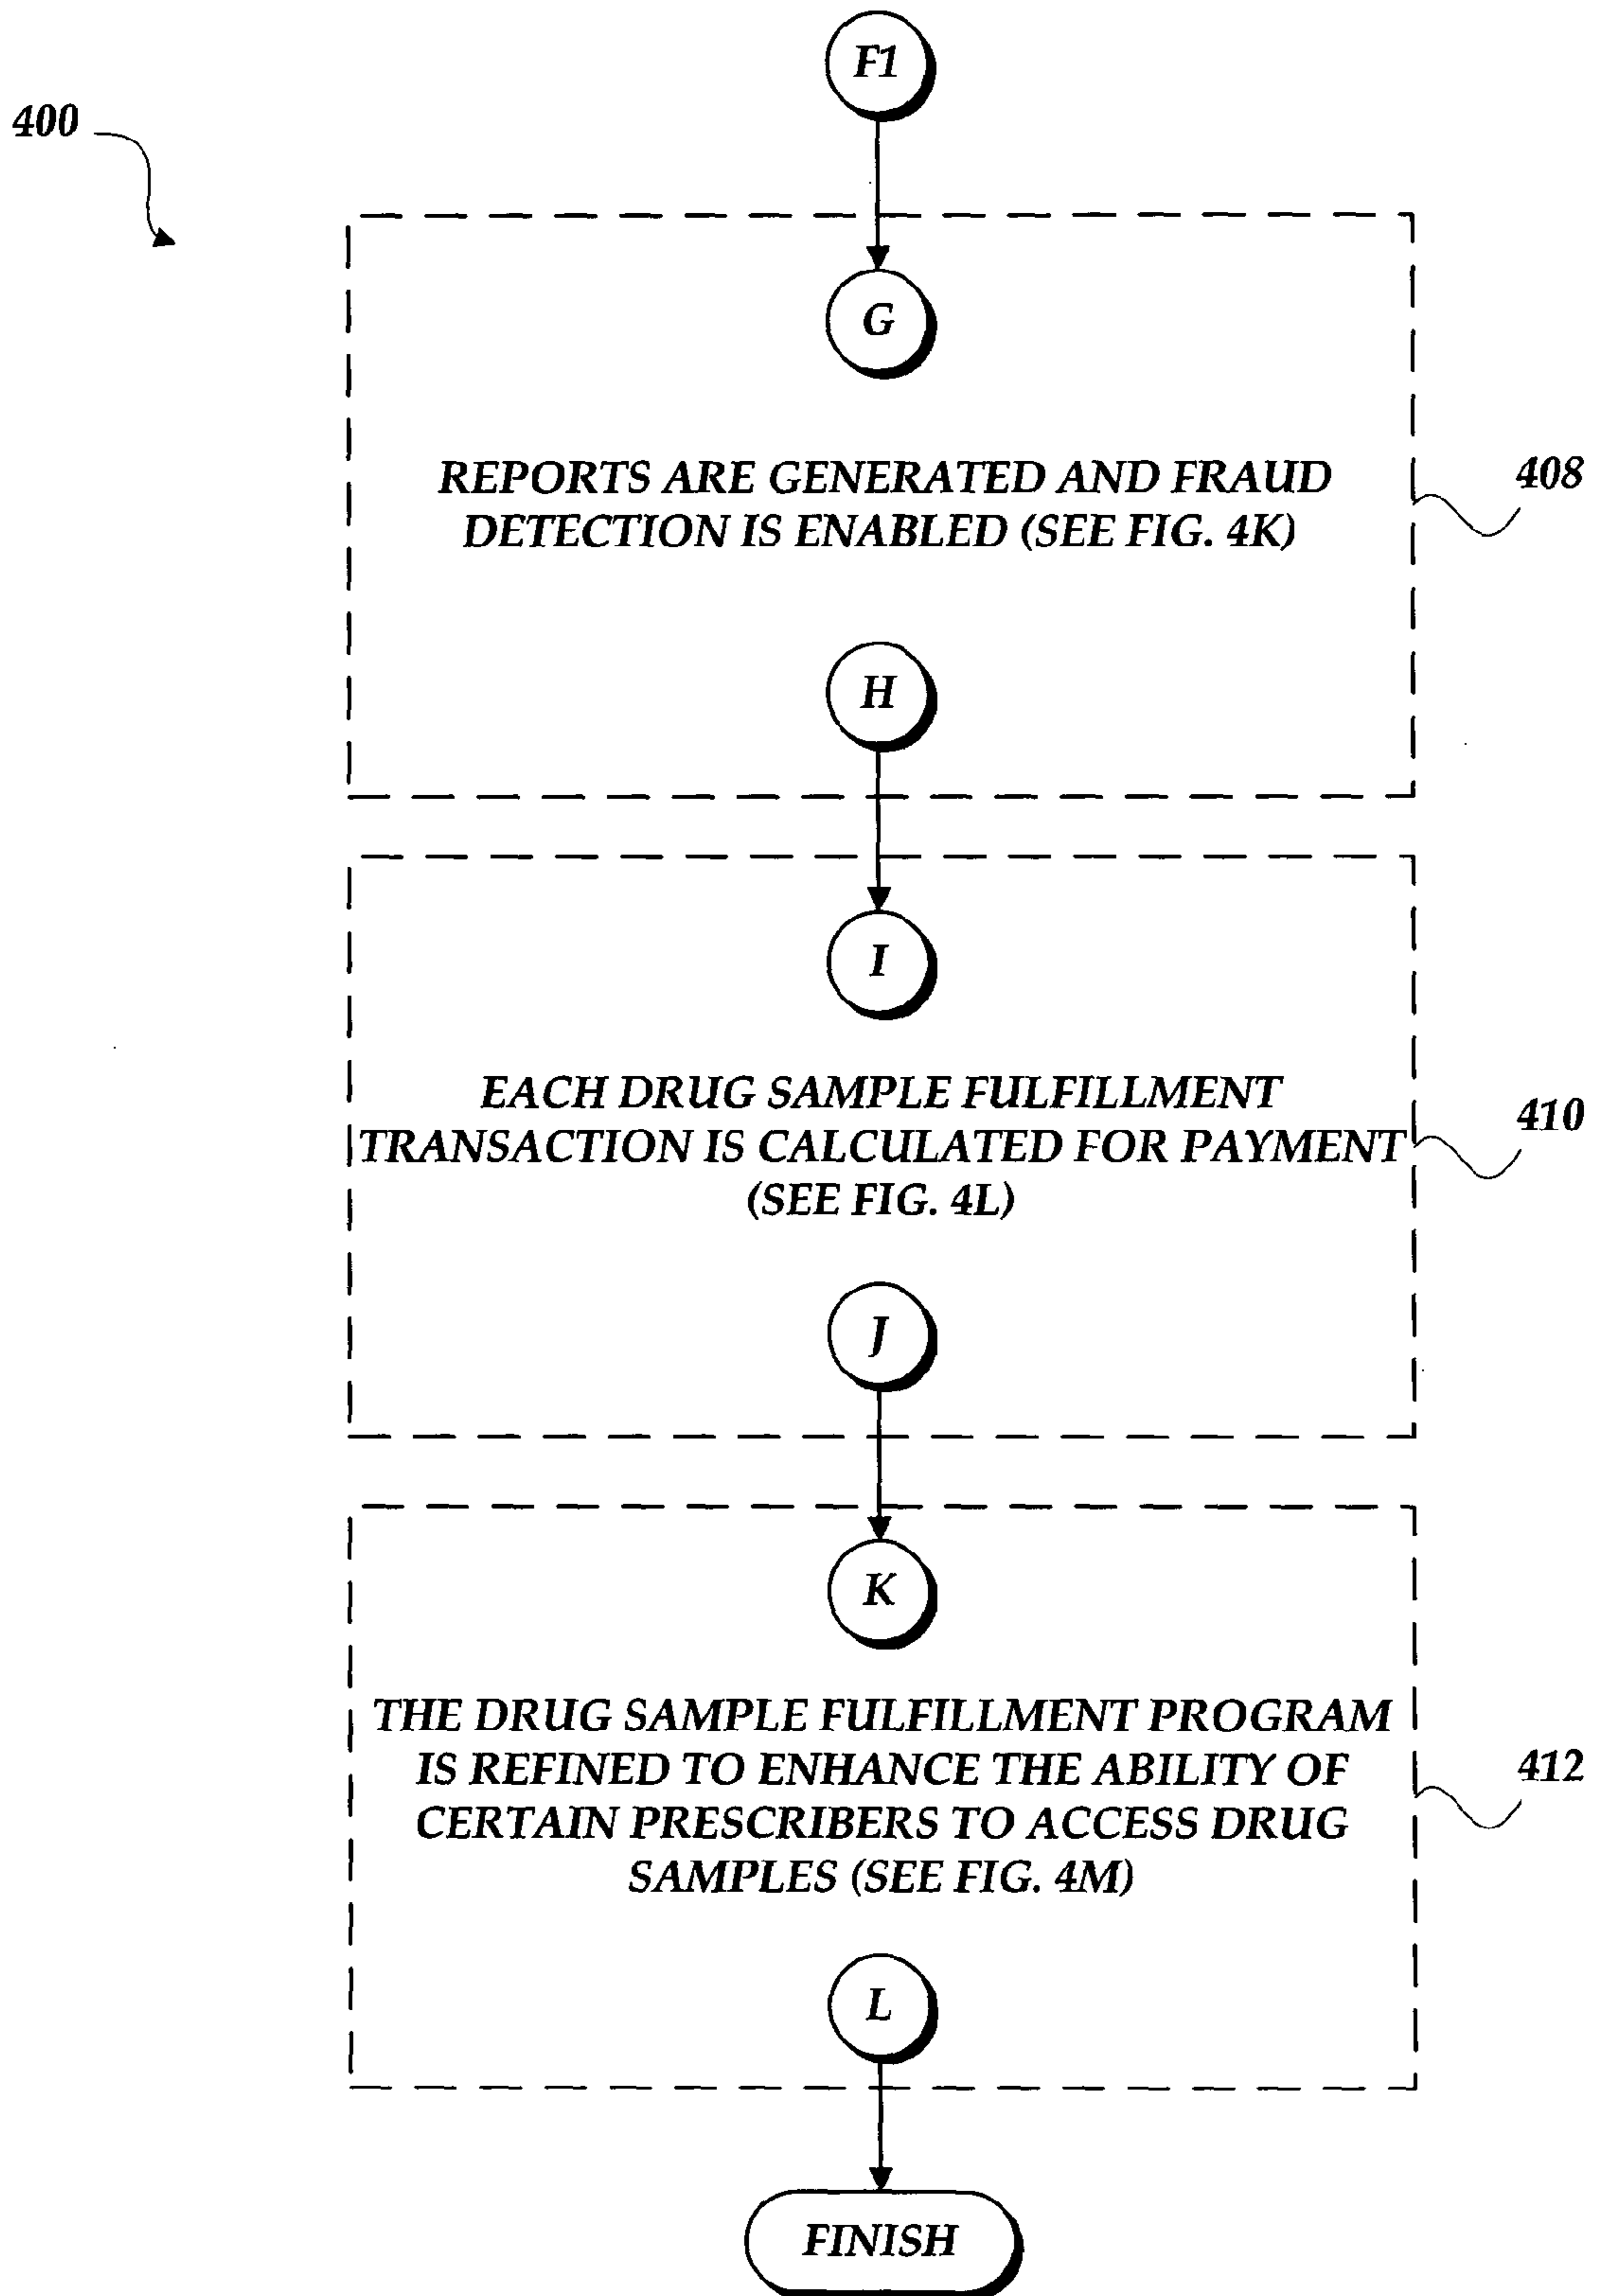 F1
400
G
REPORTS ARE GENERATED AND FRAUD
DETECTION IS ENABLED (SEE FIG. 4K)
408
H
I
EACH DRUG SAMPLE FULFILLMENT
TRANSACTION IS CALCULATED FOR PAYMENT
(SEE FIG. 4L)
410
J
K
THE DRUG SAMPLE FULFILLMENT PROGRAM
IS REFINED TO ENHANCE THE ABILITY OF
CERTAIN PRESCRIBERS TO ACCESS DRUG
SAMPLES (SEE FIG. 4M)
412
L
FINISH